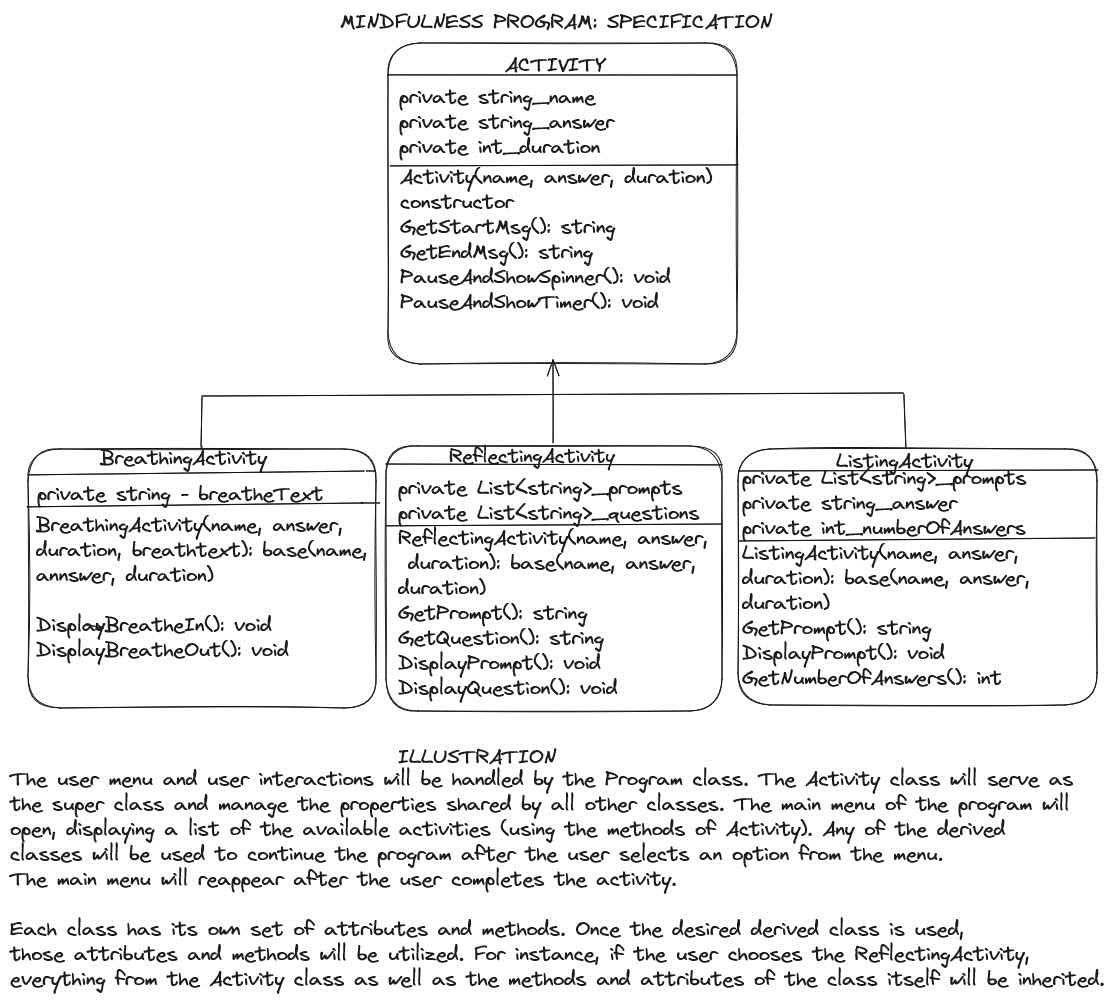 MINDFULNESS PROGRAM: SPECIFICATION
ACTIVITY
private string_name
private string_answer
private int_duration
Activity(name, answer, duration)
constructor
GetStartMsg(): string
GetEndMsg(): string
PauseAndShowSpinner(): void
PauseAndShowTimer(): void
BreathingActivity
private string - breatheText
BreathingActivity(name, answer,
duration, breathtext): base(name,
annswer, duration)
DisplayBreatheIn(): void
DisplayBreatheOut(): void
ReflectingActivity
private List<string>_prompts
private List<string>_questions
ReflectingActivity(name, answer,
duration): base(name, answer,
duration)
GetPrompt(): string
GetQuestion(): string
DisplayPrompt(): void
DisplayQuestion(): void
ListingActivity
private List<string>_prompts
private string_answer
private int_numberOfAnswers
ListingActivity(name, answer,
duration): base(name, answer,
duration)
GetPrompt(): string
DisplayPrompt(): void
GetNumberOfAnswers(): int
ILLUSTRATION
The user menu and user interactions will be handled by the Program class. The Activity class will serve as
the super class and manage the properties shared by all other classes. The main menu of the program will
open, displaying a list of the available activities (using the methods of Activity). Any of the derived
classes will be used to continue the program after the user selects an option from the menu.
The main menu will reappear after the user completes the activity.
Each class has its own set of attributes and methods. Once the desired derived class is used,
those attributes and methods will be utilized. For instance, if the user chooses the ReflectingActivity,
everything from the Activity class as well as the methods and attributes of the class itself will be inherited.